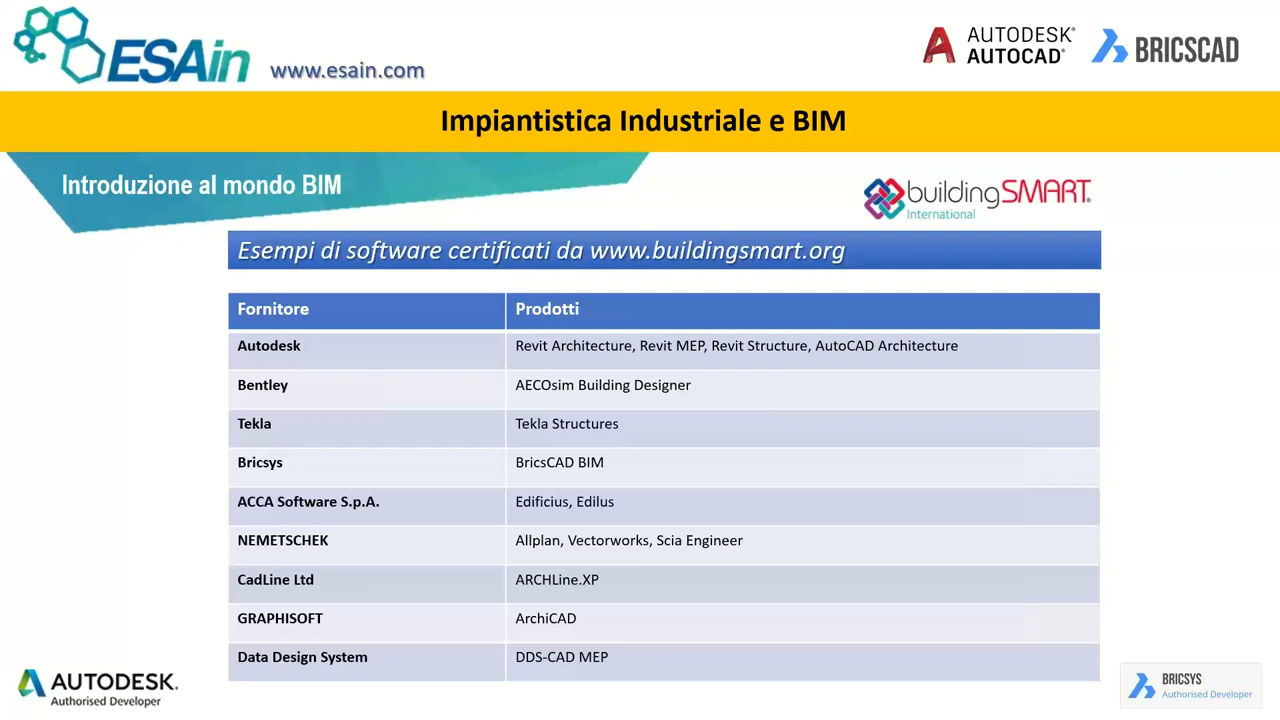 ESAin www.esain.com
AUTODESK® AUTOCAD®
BRICSCAD
Impiantistica Industriale e BIM
Introduzione al mondo BIM
buildingSMART®
International
Esempi di software certificati da www.buildingsmart.org
Fornitore Prodotti
Autodesk Revit Architecture, Revit MEP, Revit Structure, AutoCAD Architecture
Bentley AECOsim Building Designer
Tekla Tekla Structures
Bricsys BricsCAD BIM
ACCA Software S.p.A. Edificius, Edilus
NEMETSCHEK Allplan, Vectorworks, Scia Engineer
CadLine Ltd ARCHLine.XP
GRAPHISOFT ArchiCAD
Data Design System DDS-CAD MEP
AUTODESK.
Authorised Developer
BRICSYS
Authorised Developer